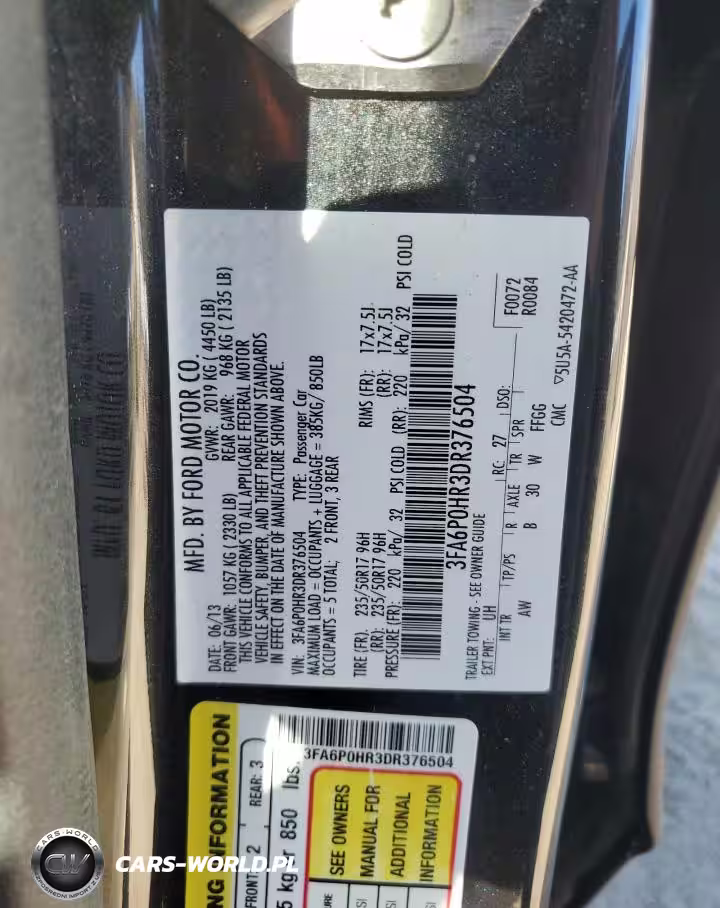 MFD. BY FORD MOTOR CO.
DATE: 06/13 GVWR: 2019 KG ( 4450 LB)
FRONT GAWR: 1057 KG ( 2330 LB) REAR GAWR: 968 KG ( 2135 LB)
THIS VEHICLE CONFORMS TO ALL APPLICABLE FEDERAL MOTOR
VEHICLE SAFETY, BUMPER, AND THEFT PREVENTION STANDARDS
IN EFFECT ON THE DATE OF MANUFACTURE SHOWN ABOVE.
VIN: 3FA6P0HR3DR376504 TYPE: Passenger Car
MAXIMUM LOAD = OCCUPANTS + LUGGAGE = 385KG/ 850LB
OCCUPANTS = 5 TOTAL; 2 FRONT, 3 REAR
TIRE (FR): 235/50R17 96H RIMS (FR): 17x7.5J
(RR): 235/50R17 96H (RR): 17x7.5J
PRESSURE (FR): 220 kPa/ 32 PSI COLD (RR): 220 kPa/ 32 PSI COLD
3FA6P0HR3DR376504
TRAILER TOWING - SEE OWNER GUIDE F0072
EXT PNT: UH RC: 27 DSO: R0084
INT TR TP/PS R AXLE TR SPR
AW B 30 W FFGG
CMC ▽5U5A-5420472-AA
3FA6P0HR3DR376504
NG INFORMATION
FRONT: 2 REAR: 3
5 kg or 850 lbs.
SEE OWNERS
MANUAL FOR
ADDITIONAL
INFORMATION
CARS-WORLD
CW
CARS-WORLD.PL